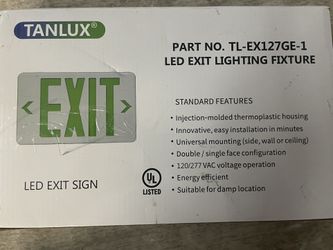 TANLUX®
PART NO. TL-EX127GE-1
LED EXIT LIGHTING FIXTURE
EXIT
STANDARD FEATURES
• Injection-molded thermoplastic housing
• Innovative, easy installation in minutes
• Universal mounting (side, wall or ceiling)
• Double / single face configuration
• 120/277 VAC voltage operation
• Energy efficient
• Suitable for damp location
UL
LISTED
LED EXIT SIGN